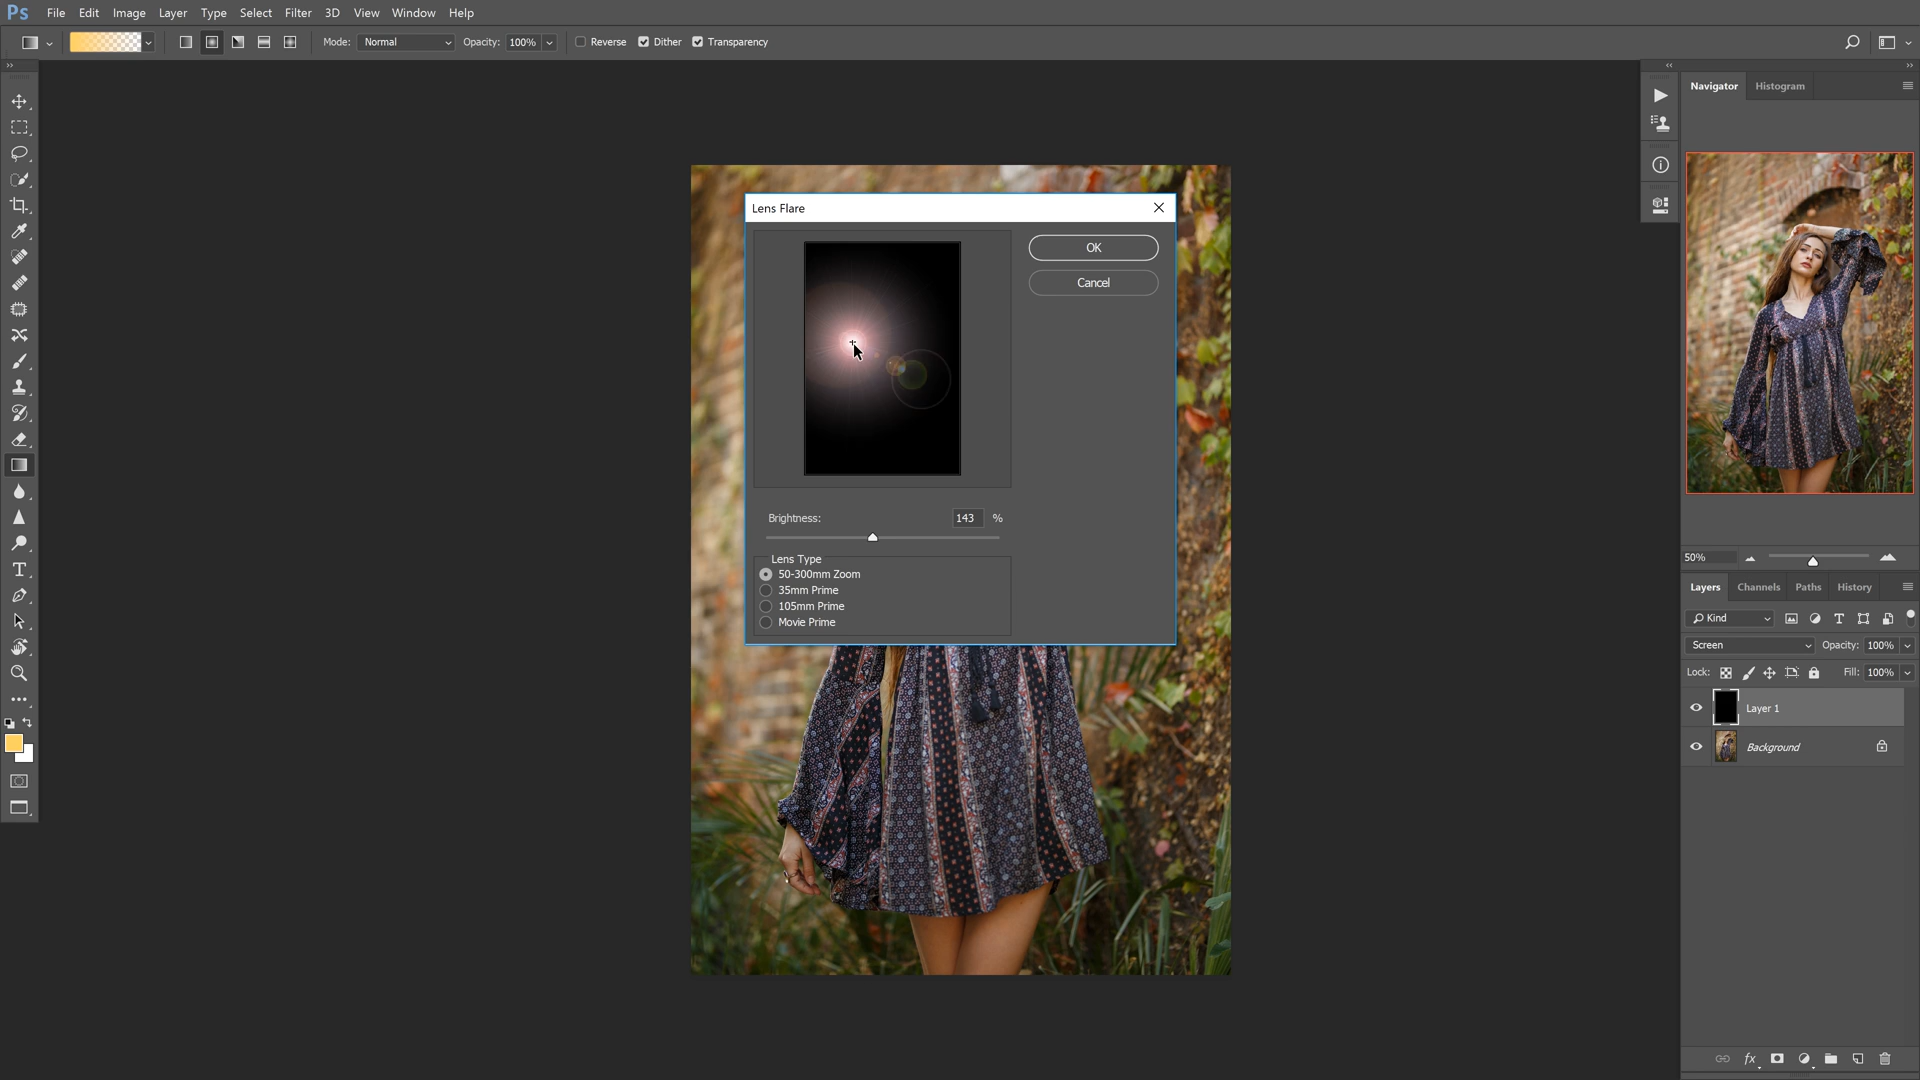 Ps File Edit Image Layer Type Select Filter 3D View Window Help
Mode: Normal Opacity: 100% Reverse Dither Transparency
Navigator Histogram
Lens Flare
OK
Cancel
Brightness: 143 %
Lens Type
50-300mm Zoom
35mm Prime
105mm Prime
Movie Prime
50%
Layers Channels Paths History
Kind
Screen Opacity: 100%
Lock: Fill: 100%
Layer 1
Background
fx